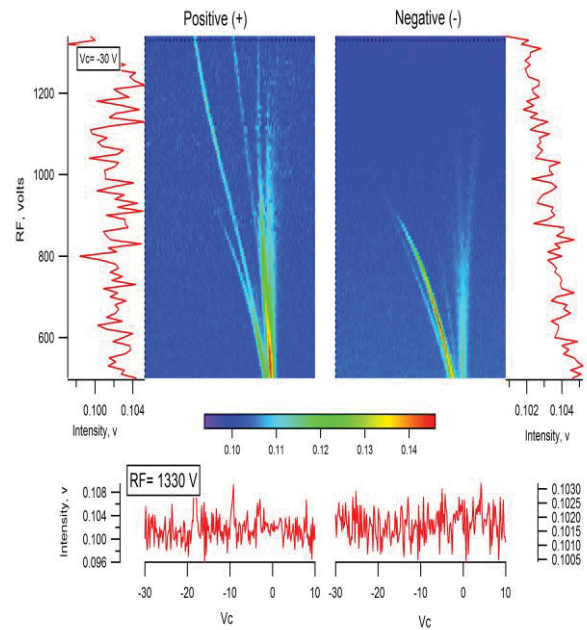 Positive (+) Negative (-)
Vc= -30 V
1200
1000
800
600
RF, volts
0.100 0.104
Intensity, v
0.102 0.104
Intensity, v
0.10 0.11 0.12 0.13 0.14
RF= 1330 V
Intensity, v
0.108
0.104
0.100
0.096
0.1030
0.1025
0.1020
0.1015
0.1010
0.1005
-30 -20 -10 0 10
Vc
-30 -20 -10 0 10
Vc